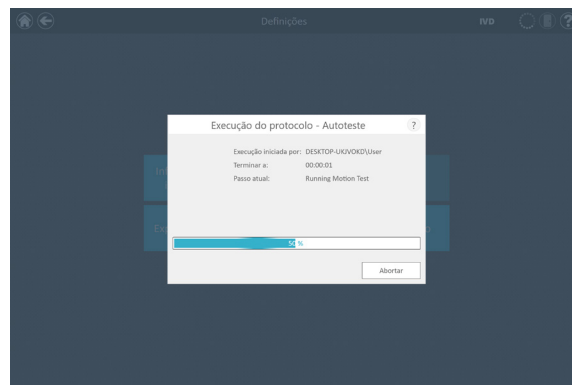 Definições
IVD
?
Execução do protocolo - Autoteste
?
Execução iniciada por: DESKTOP-UKJVOKD\User
Terminar a: 00:00:01
Passo atual: Running Motion Test
50 %
Abortar